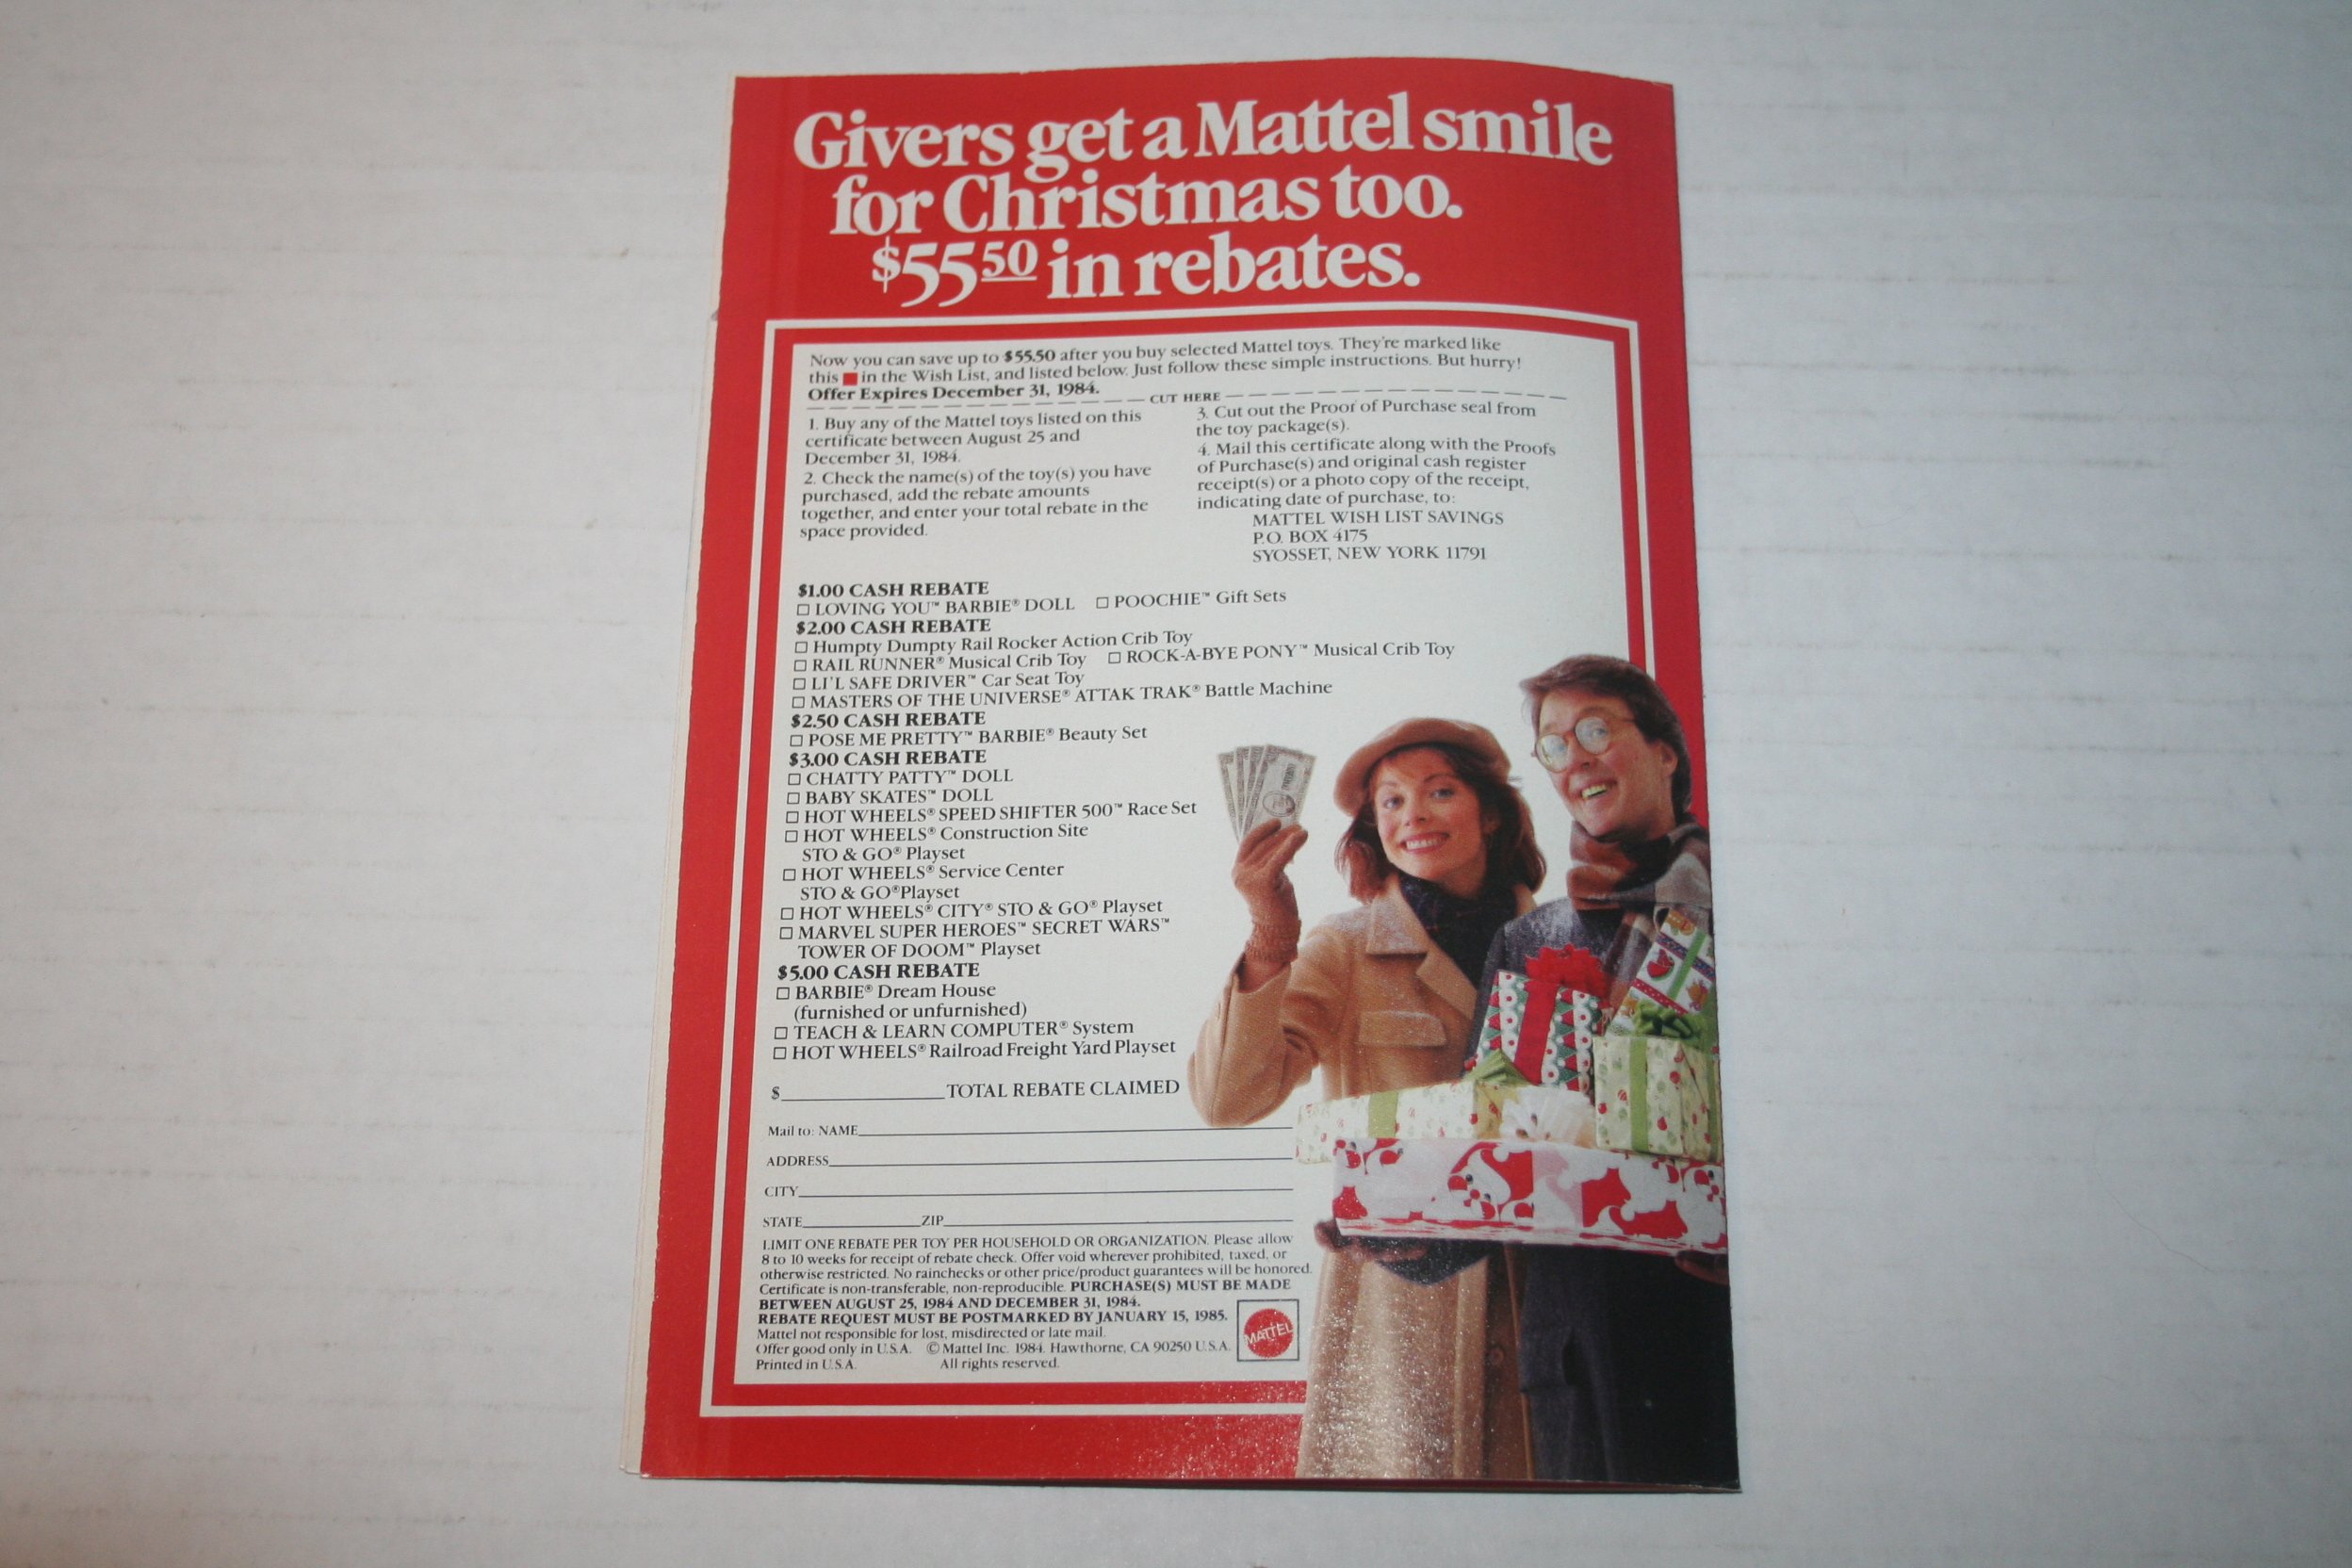 Givers get a Mattel smile
for Christmas too.
$55.50 in rebates.
Now you can save up to $55.50 after you buy selected Mattel toys. They're marked like
this ■ in the Wish List, and listed below. Just follow these simple instructions. But hurry!
Offer Expires December 31, 1984.
CUT HERE
1. Buy any of the Mattel toys listed on this
certificate between August 25 and
December 31, 1984.
2. Check the name(s) of the toy(s) you have
purchased, add the rebate amounts
together, and enter your total rebate in the
space provided.
3. Cut out the Proof of Purchase seal from
the toy package(s).
4. Mail this certificate along with the Proofs
of Purchase(s) and original cash register
receipt(s) or a photo copy of the receipt,
indicating date of purchase, to:
MATTEL WISH LIST SAVINGS
P.O. BOX 4175
SYOSSET, NEW YORK 11791
$1.00 CASH REBATE
☐ LOVING YOU™ BARBIE® DOLL ☐ POOCHIE™ Gift Sets
$2.00 CASH REBATE
☐ Humpty Dumpty Rail Rocker Action Crib Toy
☐ RAIL RUNNER® Musical Crib Toy ☐ ROCK-A-BYE PONY™ Musical Crib Toy
☐ LI'L SAFE DRIVER™ Car Seat Toy
☐ MASTERS OF THE UNIVERSE® ATTAK TRAK® Battle Machine
$2.50 CASH REBATE
☐ POSE ME PRETTY™ BARBIE® Beauty Set
$3.00 CASH REBATE
☐ CHATTY PATTY™ DOLL
☐ BABY SKATES™ DOLL
☐ HOT WHEELS® SPEED SHIFTER 500™ Race Set
☐ HOT WHEELS® Construction Site
STO & GO® Playset
☐ HOT WHEELS® Service Center
STO & GO® Playset
☐ HOT WHEELS® CITY® STO & GO® Playset
☐ MARVEL SUPER HEROES™ SECRET WARS™
TOWER OF DOOM™ Playset
$5.00 CASH REBATE
☐ BARBIE® Dream House
(furnished or unfurnished)
☐ TEACH & LEARN COMPUTER® System
☐ HOT WHEELS® Railroad Freight Yard Playset
$____________TOTAL REBATE CLAIMED
Mail to: NAME____________
ADDRESS____________
CITY____________
STATE____________ZIP____________
LIMIT ONE REBATE PER TOY PER HOUSEHOLD OR ORGANIZATION. Please allow
8 to 10 weeks for receipt of rebate check. Offer void wherever prohibited, taxed, or
otherwise restricted. No rainchecks or other price/product guarantees will be honored.
Certificate is non-transferable, non-reproducible. PURCHASE(S) MUST BE MADE
BETWEEN AUGUST 25, 1984 AND DECEMBER 31, 1984.
REBATE REQUEST MUST BE POSTMARKED BY JANUARY 15, 1985.
Mattel not responsible for lost, misdirected or late mail.
Offer good only in U.S.A. © Mattel Inc. 1984. Hawthorne, CA 90250 U.S.A.
Printed in U.S.A. All rights reserved.
MATTEL